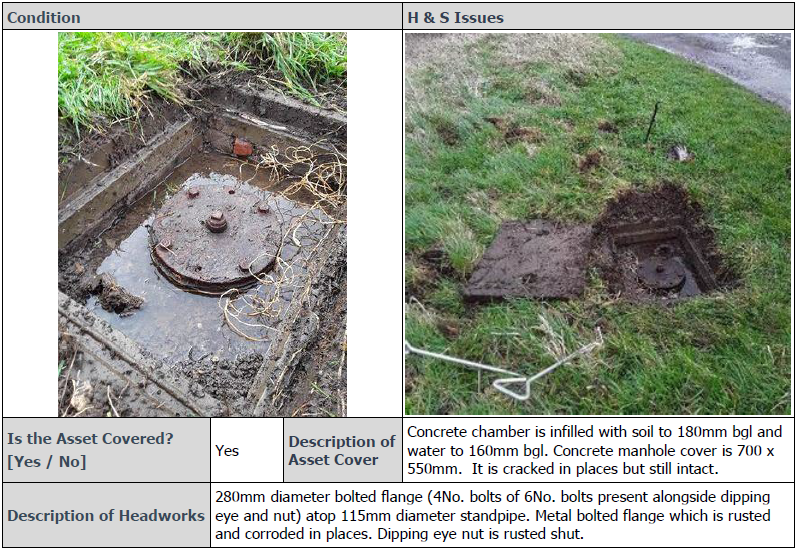 Condition
H & S Issues
Is the Asset Covered?
[Yes / No]
Yes
Description of
Asset Cover
Concrete chamber is infilled with soil to 180mm bgl and
water to 160mm bgl. Concrete manhole cover is 700 x
550mm.  It is cracked in places but still intact.
Description of Headworks
280mm diameter bolted flange (4No. bolts of 6No. bolts present alongside dipping
eye and nut) atop 115mm diameter standpipe. Metal bolted flange which is rusted
and corroded in places. Dipping eye nut is rusted shut.